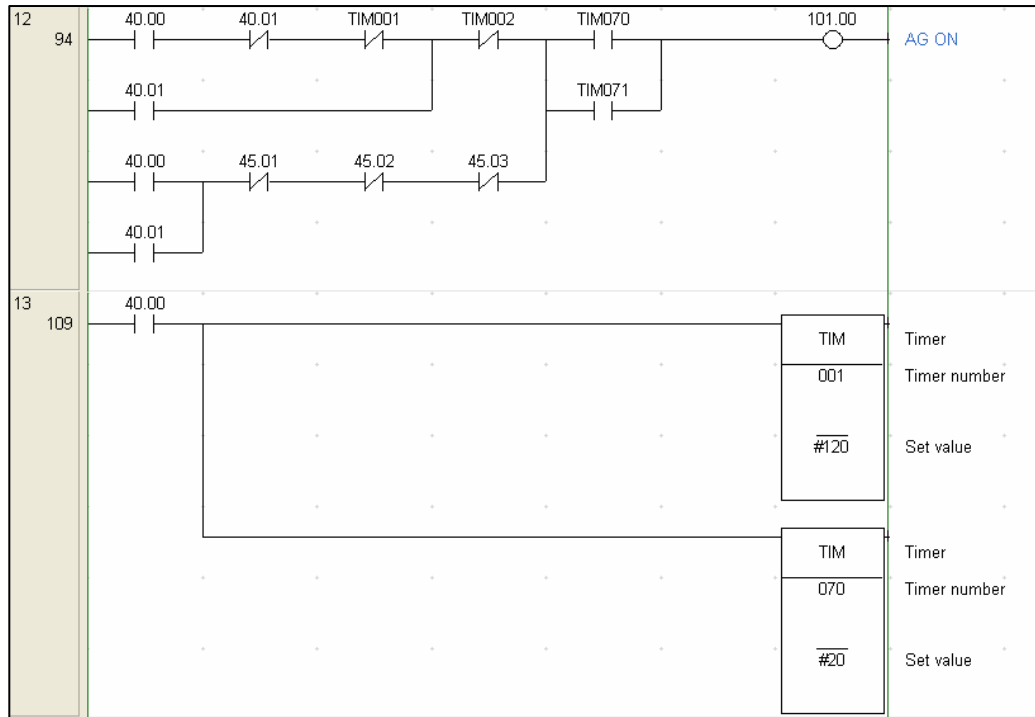 12 40.00 40.01 TIM001 TIM002 TIM070 101.00
94 AG ON
40.01 TIM071
40.00 45.01 45.02 45.03
40.01
13 40.00
109
TIM Timer
001 Timer number
#120 Set value
TIM Timer
070 Timer number
#20 Set value